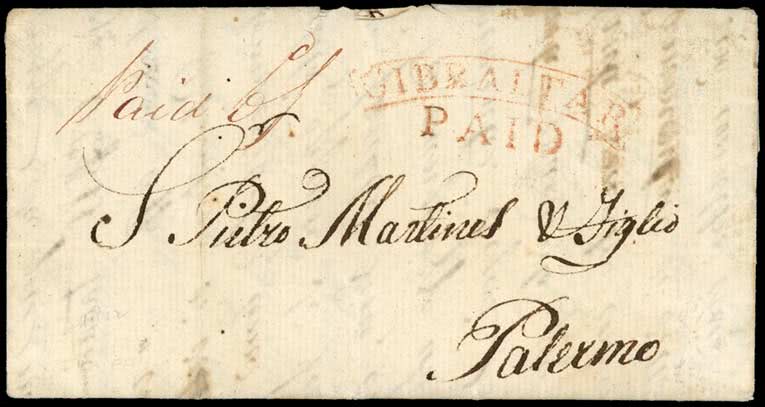 Paid 6/
GIBRALTAR
PAID
S. Pietro Martines & Figlio
Palermo